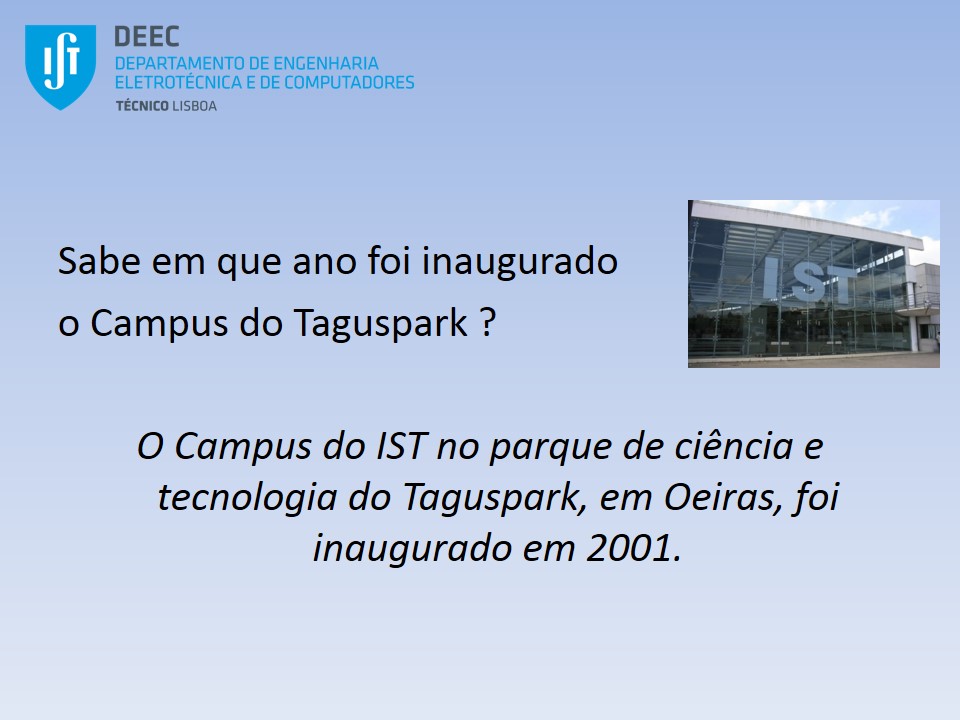 IST
DEEC
DEPARTAMENTO DE ENGENHARIA
ELETROTÉCNICA E DE COMPUTADORES
TÉCNICO LISBOA
Sabe em que ano foi inaugurado
o Campus do Taguspark ?
IST
O Campus do IST no parque de ciência e
tecnologia do Taguspark, em Oeiras, foi
inaugurado em 2001.